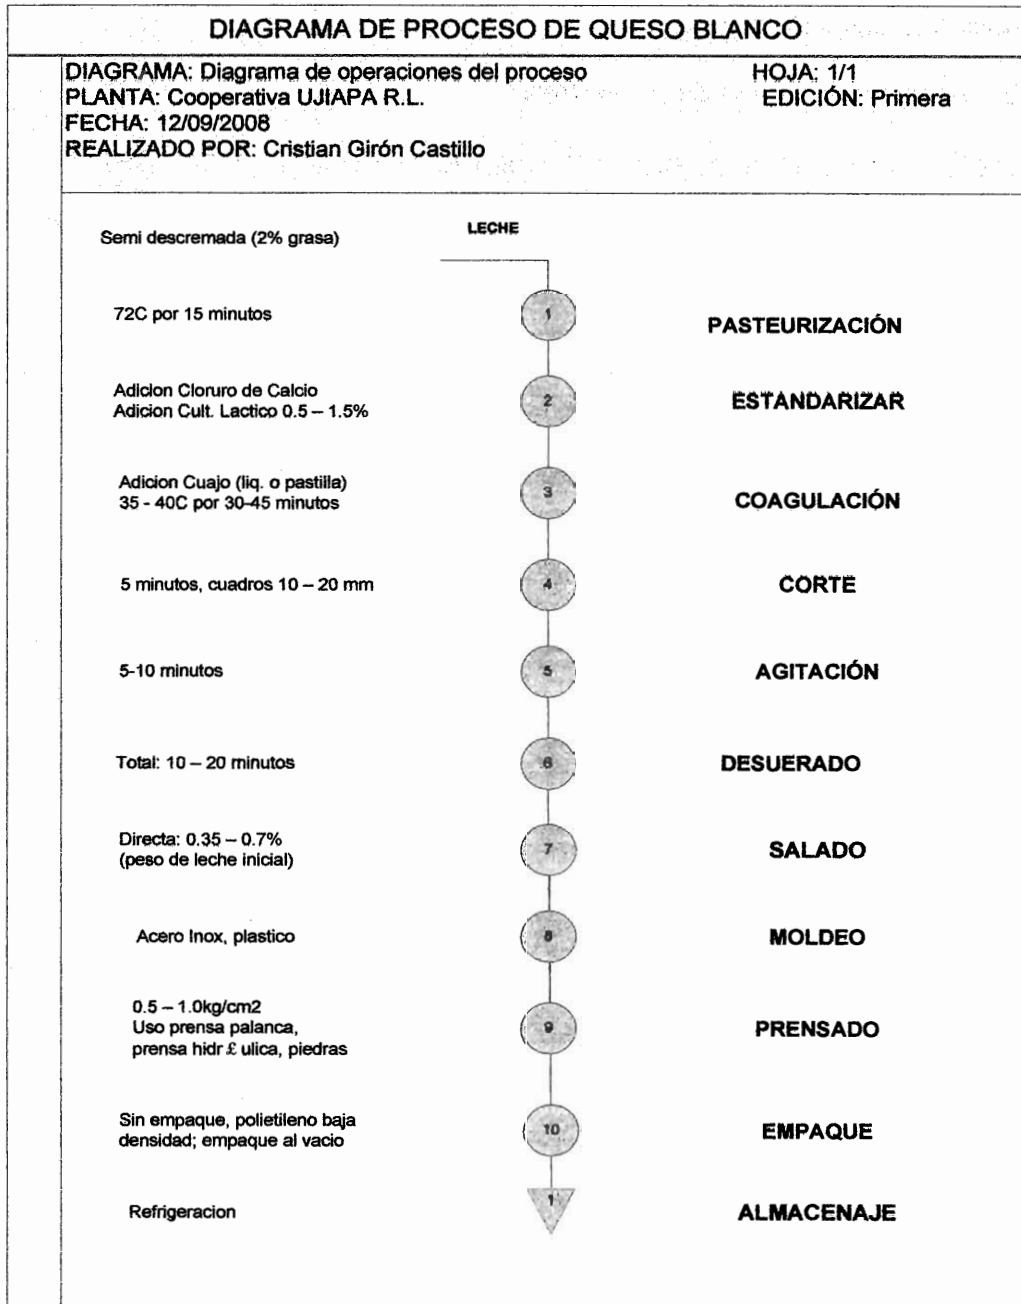 DIAGRAMA DE PROCESO DE QUESO BLANCO
DIAGRAMA: Diagrama de operaciones del proceso HOJA: 1/1
PLANTA: Cooperativa UJIAPA R.L. EDICIÓN: Primera
FECHA: 12/09/2008
REALIZADO POR: Cristian Girón Castillo
Semi descremada (2% grasa) LECHE
72C por 15 minutos 1 PASTEURIZACIÓN
Adicion Cloruro de Calcio
Adicion Cult. Lactico 0.5 – 1.5% 2 ESTANDARIZAR
Adicion Cuajo (liq. o pastilla)
35 - 40C por 30-45 minutos 3 COAGULACIÓN
5 minutos, cuadros 10 – 20 mm 4 CORTE
5-10 minutos 5 AGITACIÓN
Total: 10 – 20 minutos 6 DESUERADO
Directa: 0.35 – 0.7%
(peso de leche inicial) 7 SALADO
Acero Inox, plastico 8 MOLDEO
0.5 – 1.0kg/cm2
Uso prensa palanca, 9 PRENSADO
prensa hidr £ ulica, piedras
Sin empaque, polietileno baja
densidad; empaque al vacio 10 EMPAQUE
Refrigeracion 1 ALMACENAJE